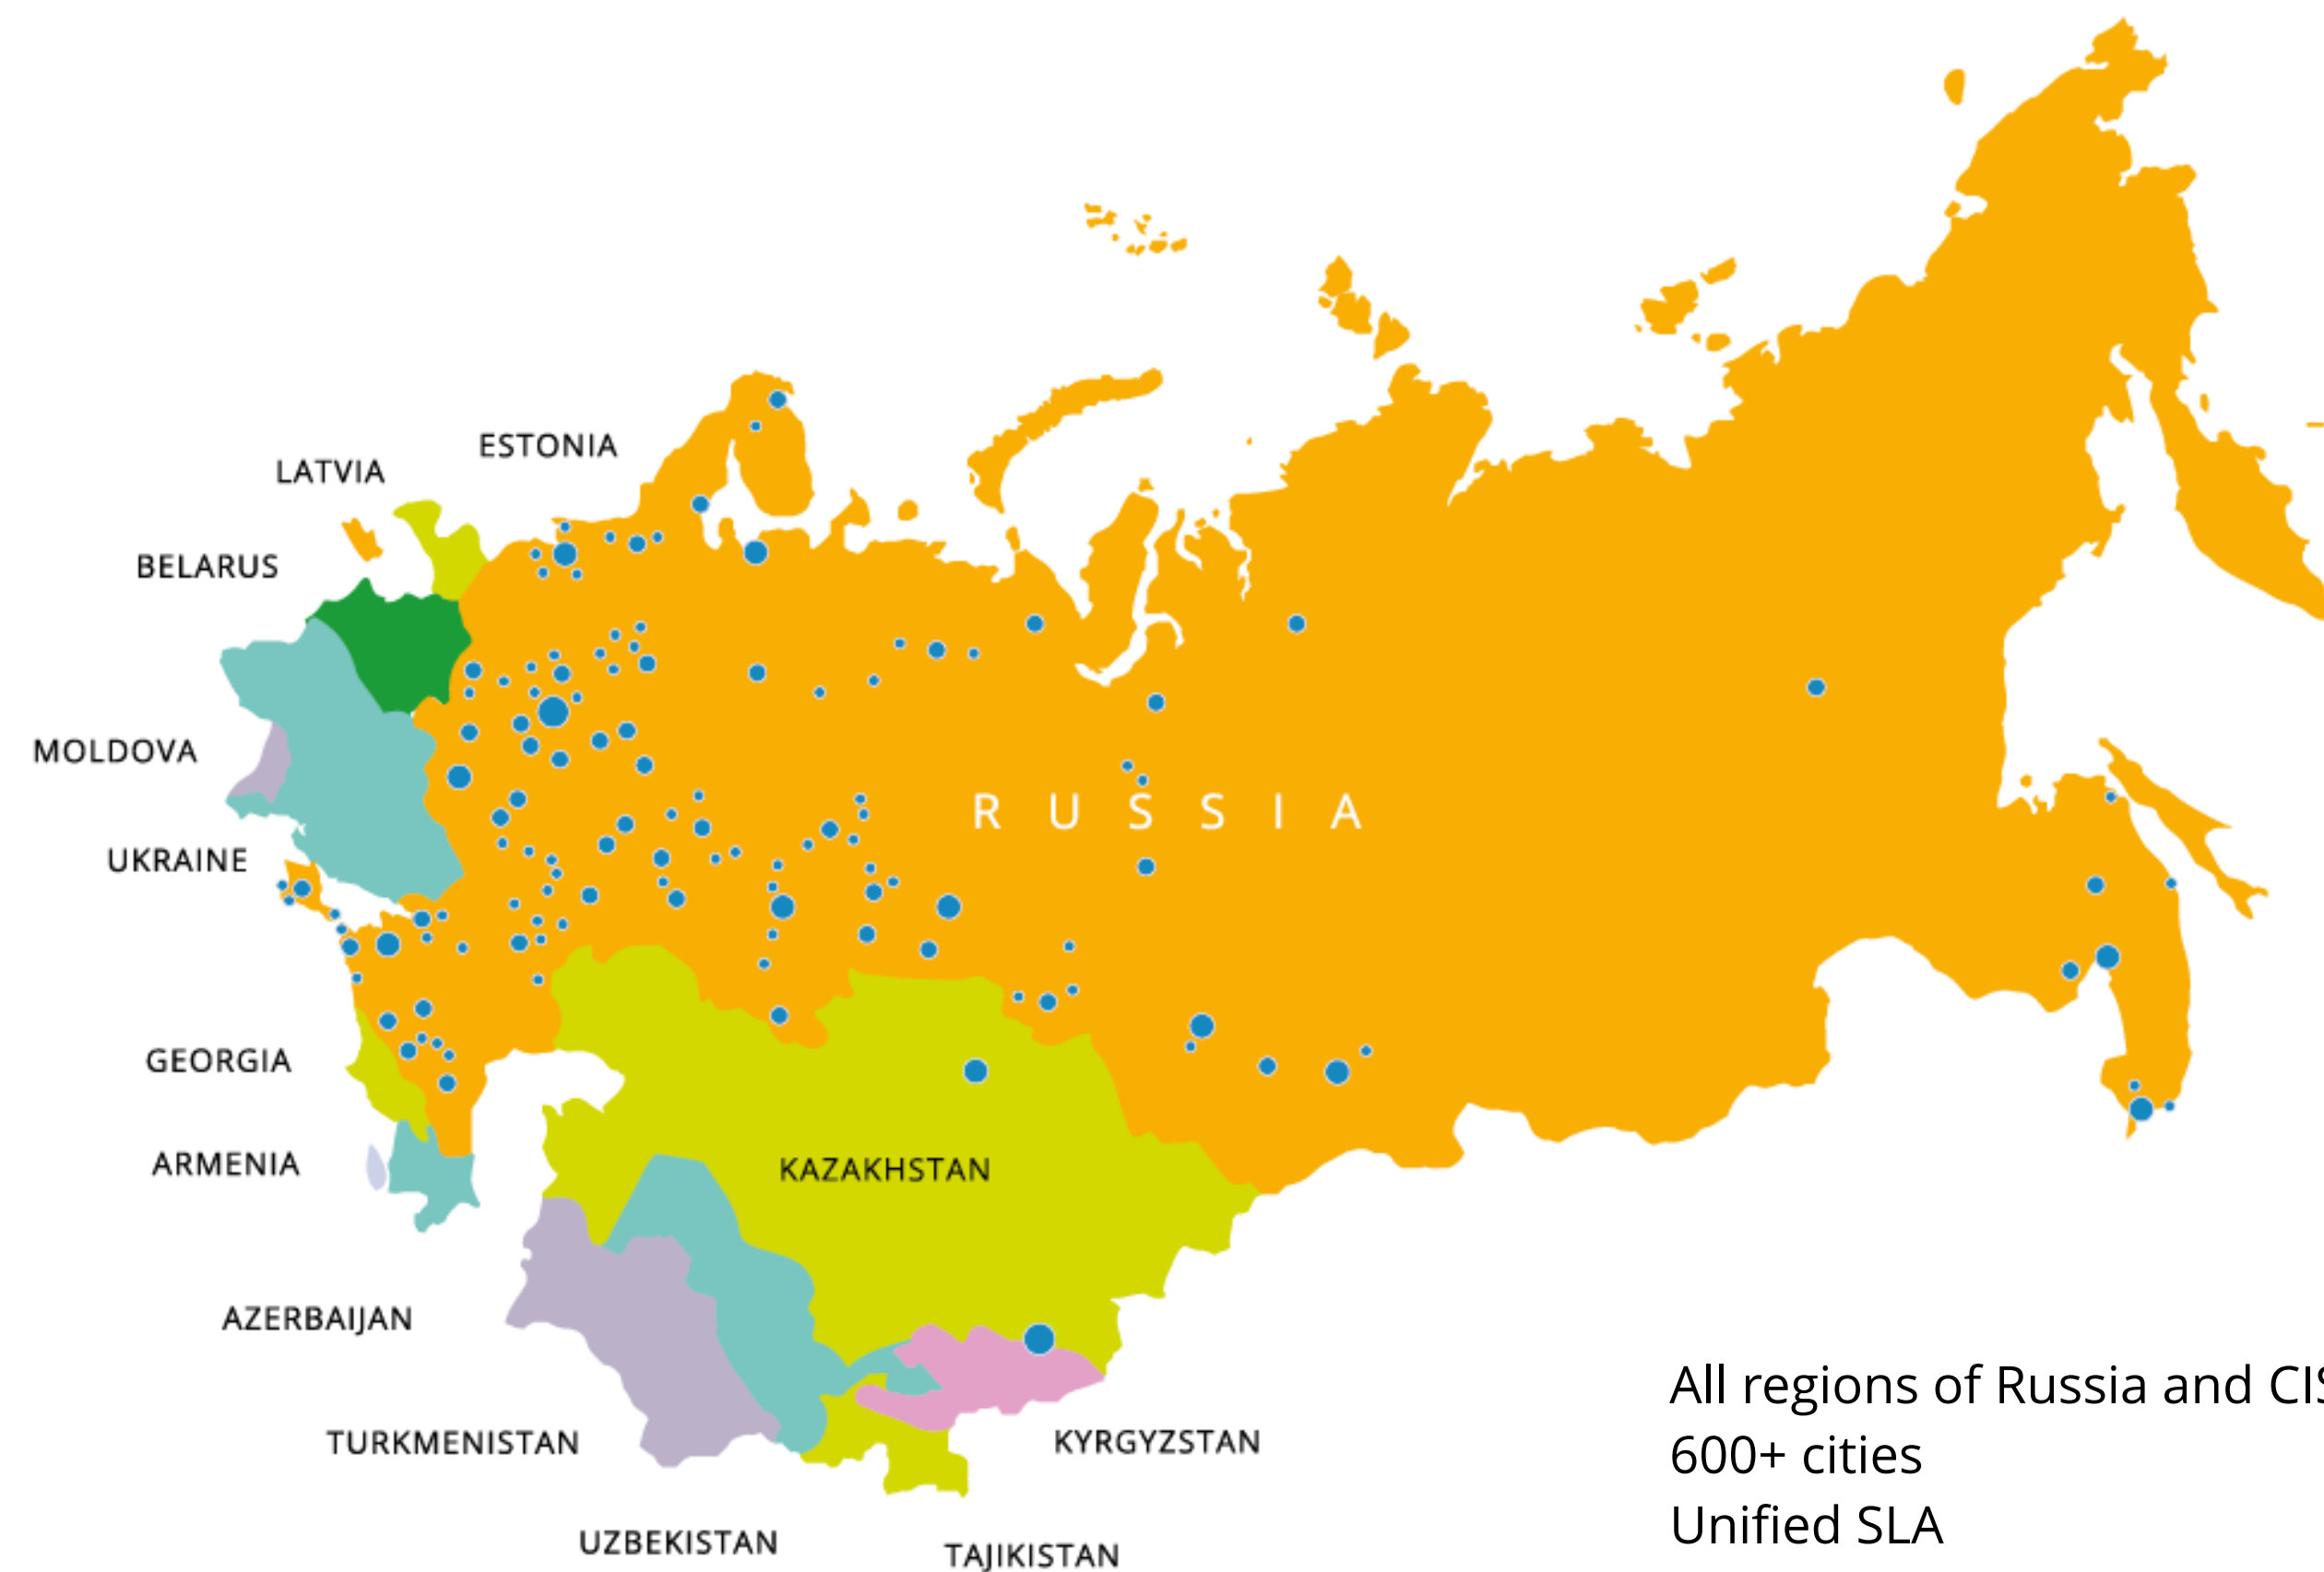 ESTONIA
LATVIA
BELARUS
MOLDOVA
RUSSIA
UKRAINE
GEORGIA
ARMENIA
KAZAKHSTAN
AZERBAIJAN
All regions of Russia and
TURKMENISTAN
KYRGYZSTAN
600+ cities
UZBEKISTAN
TAJIKISTAN
Unified SLA